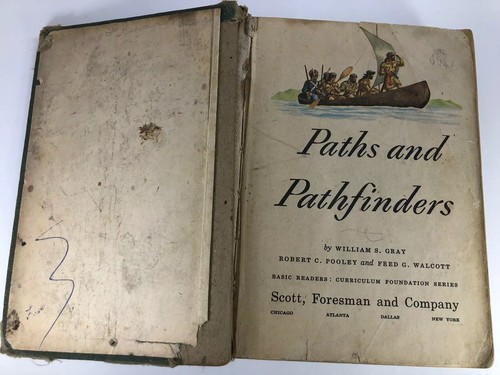 Paths and
Pathfinders
by WILLIAM S. GRAY
ROBERT C. POOLEY and FRED G. WALCOTT
BASIC READERS: CURRICULUM FOUNDATION SERIES
Scott, Foresman and Company
CHICAGO ATLANTA DALLAS NEW YORK